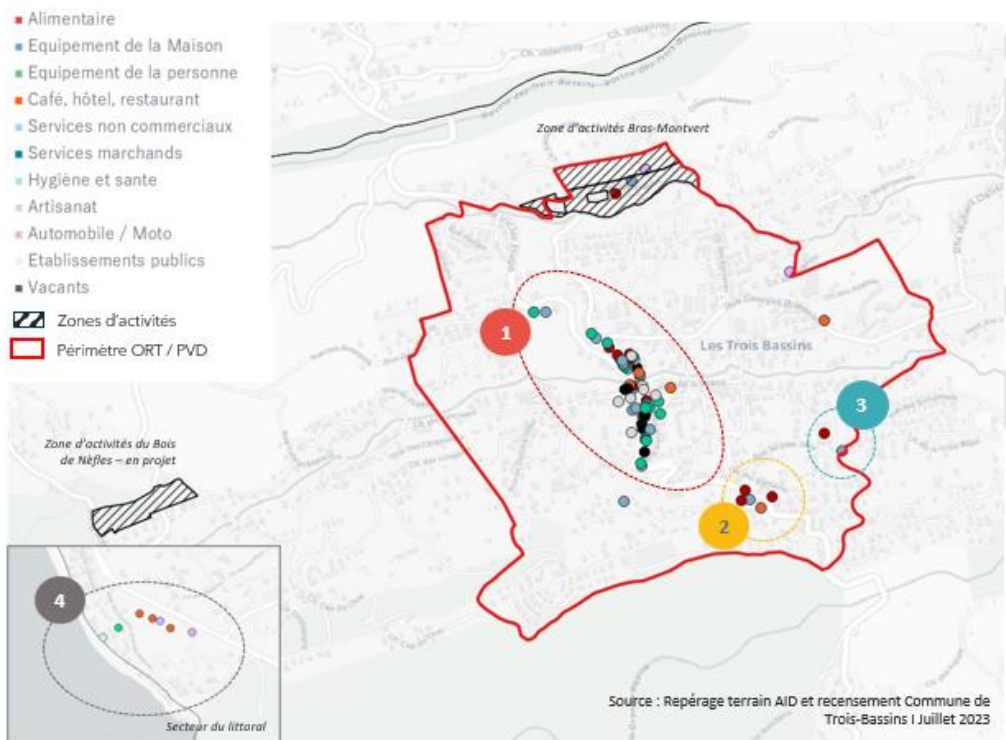 Alimentaire
Equipement de la Maison
Equipement de la personne
Café, hôtel, restaurant
Services non commerciaux
Services marchands
Hygiène et sante
Artisanat
Automobile / Moto
Etablissements publics
Vacants
Zones d'activités
Périmètre ORT / PVD
Zone d'activités Bras-Montvert
1
Les Trois Bassins
3
2
Zone d'activités du Bois
de Nèfles – en projet
4
Secteur du littoral
Source : Repérage terrain AID et recensement Commune de
Trois-Bassins I Juillet 2023